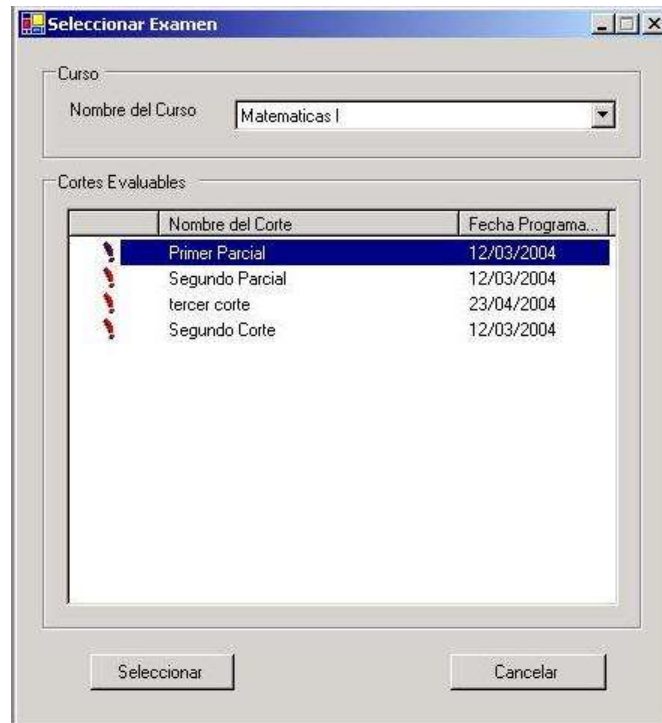 Seleccionar Examen
Curso
Nombre del Curso Matematicas I
Cortes Evaluables
Nombre del Corte Fecha Programa...
Primer Parcial 12/03/2004
Segundo Parcial 12/03/2004
tercer corte 23/04/2004
Segundo Corte 12/03/2004
Seleccionar Cancelar